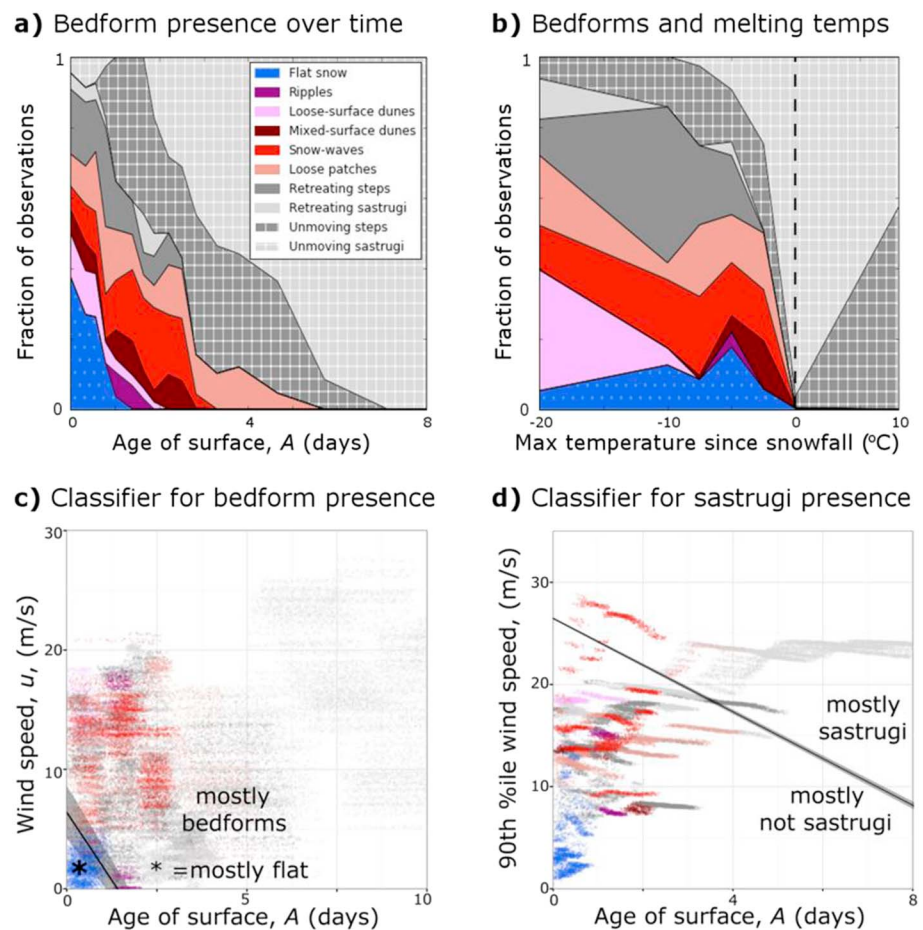 a) Bedform presence over time
1
Fraction of observations
0
Flat snow
Ripples
Loose-surface dunes
Mixed-surface dunes
Snow-waves
Loose patches
Retreating steps
Retreating sastrugi
Unmoving steps
Unmoving sastrugi
0 4 8
Age of surface, A (days)
b) Bedforms and melting temps
1
Fraction of observations
0
-20 -10 0 10
Max temperature since snowfall (ºC)
c) Classifier for bedform presence
30
20
10
0
Wind speed, u, (m/s)
mostly
bedforms
*
* =mostly flat
0 5 10
Age of surface, A (days)
d) Classifier for sastrugi presence
30
20
10
0
90th %ile wind speed, (m/s)
mostly
sastrugi
mostly
not sastrugi
0 2 4 8
Age of surface, A (days)